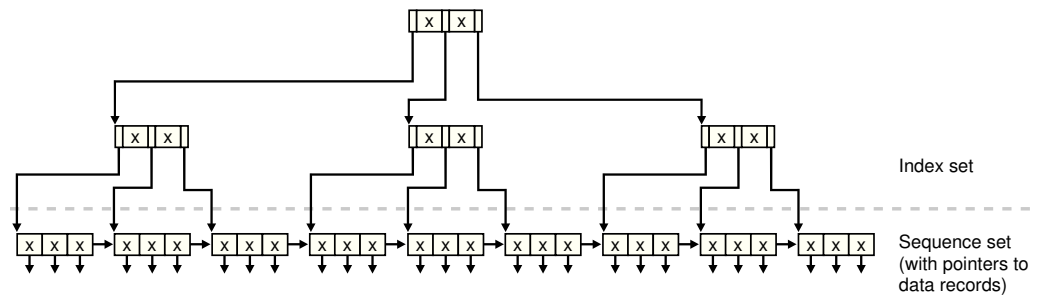 x x
x x x x x x
Index set
x x x x x x x x x x x x x x x x x x x x x x x x x x x
Sequence set
(with pointers to
data records)